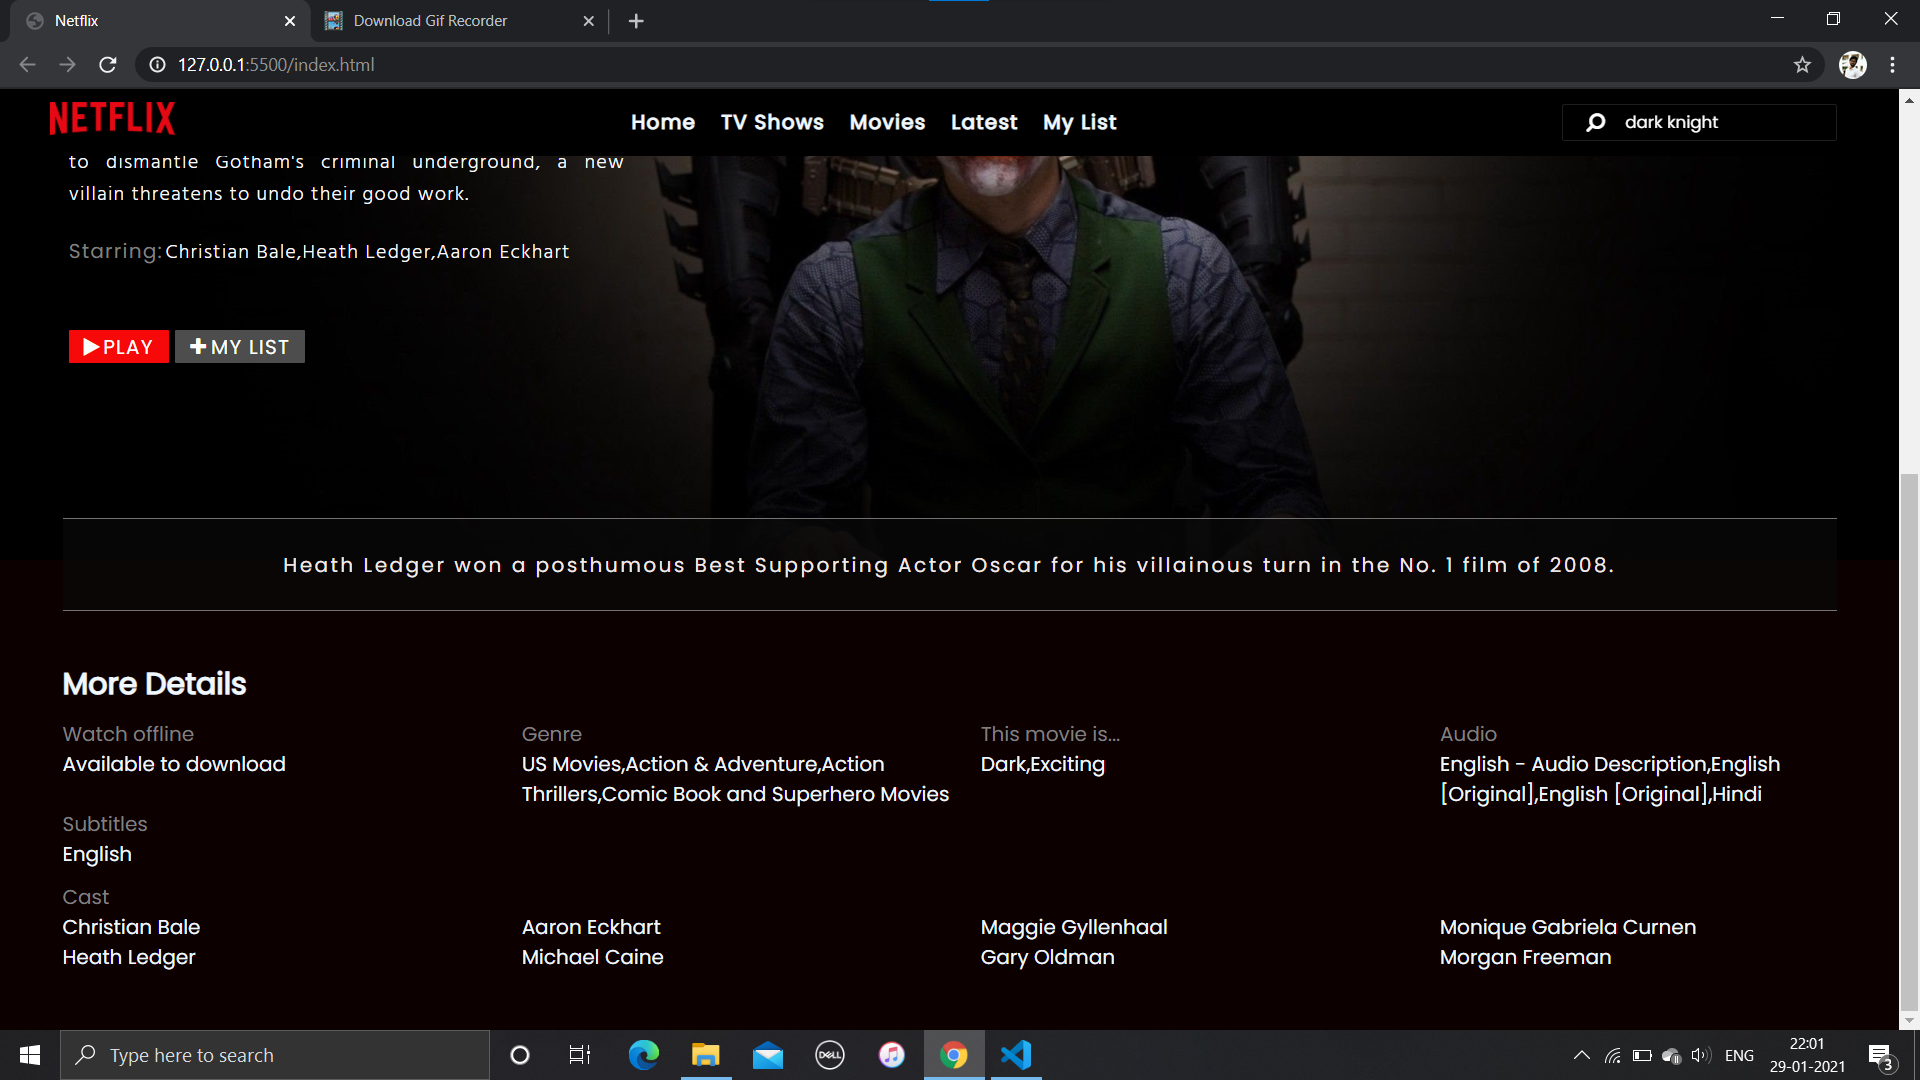 Netflix
Download Gif Recorder
127.0.0.1:5500/index.html
NETFLIX
Home
TV Shows
Movies
Latest
My List
dark knight
to dismantle Gotham's criminal underground, a new
villain threatens to undo their good work.
Starring: Christian Bale,Heath Ledger,Aaron Eckhart
PLAY
MY LIST
Heath Ledger won a posthumous Best Supporting Actor Oscar for his villainous turn in the No. 1 film of 2008.
More Details
Watch offline
Available to download
Genre
US Movies,Action & Adventure,Action
Thrillers,Comic Book and Superhero Movies
This movie is...
Dark,Exciting
Audio
English - Audio Description,English
[Original],English [Original],Hindi
Subtitles
English
Cast
Christian Bale
Heath Ledger
Aaron Eckhart
Michael Caine
Maggie Gyllenhaal
Gary Oldman
Monique Gabriela Curnen
Morgan Freeman
Type here to search
DELL
ENG
22:01
29-01-2021
3